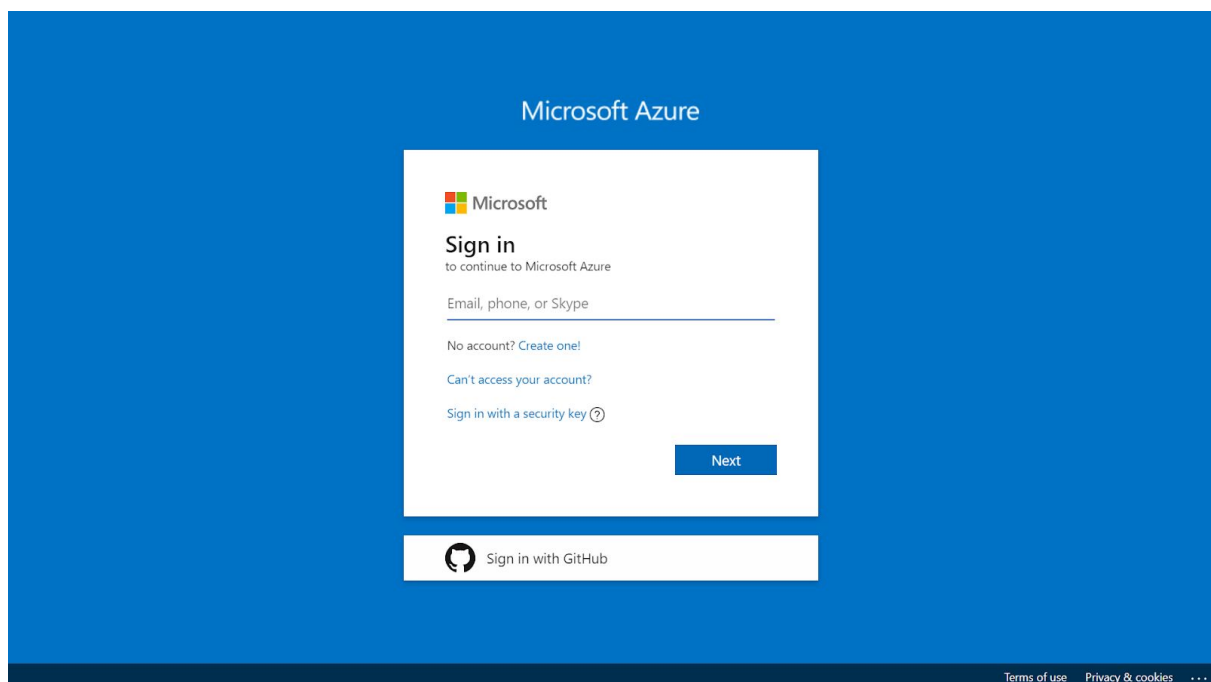 Microsoft Azure
Microsoft
Sign in
to continue to Microsoft Azure
Email, phone, or Skype
No account? Create one!
Can't access your account?
Sign in with a security key
Next
Sign in with GitHub
Terms of use Privacy & cookies ...